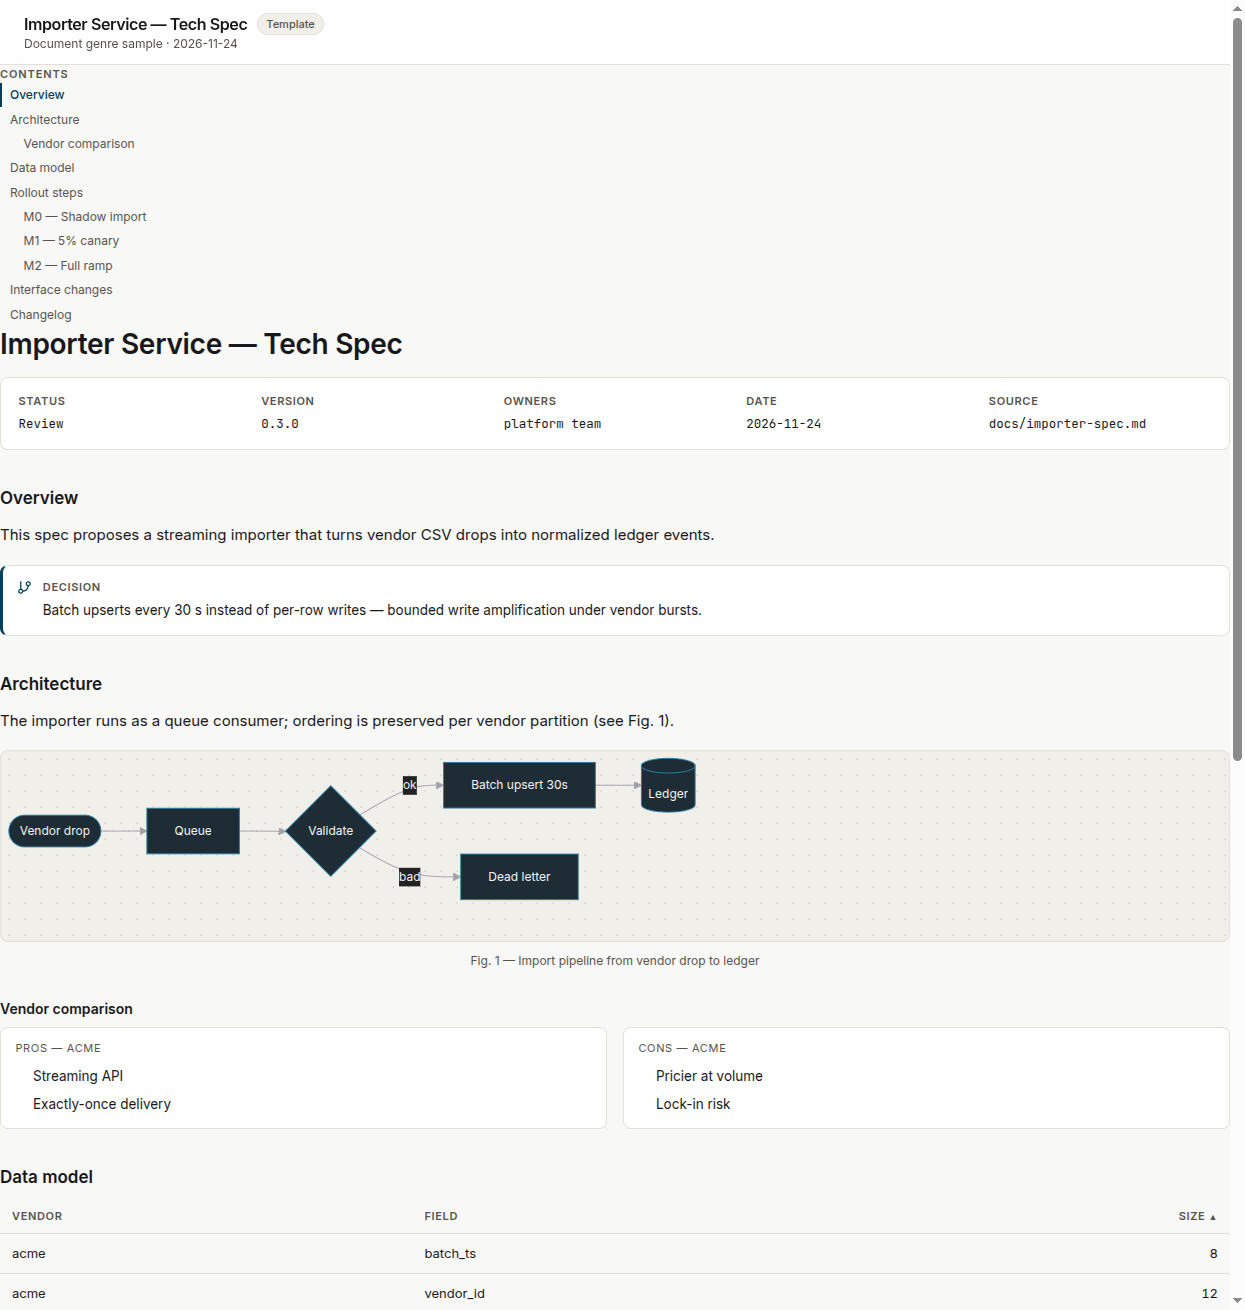 Importer Service — Tech Spec Template
Document genre sample · 2026-11-24
CONTENTS
Overview
Architecture
Vendor comparison
Data model
Rollout steps
M0 — Shadow import
M1 — 5% canary
M2 — Full ramp
Interface changes
Changelog
Importer Service — Tech Spec
STATUS VERSION OWNERS DATE SOURCE
Review 0.3.0 platform team 2026-11-24 docs/importer-spec.md
Overview
This spec proposes a streaming importer that turns vendor CSV drops into normalized ledger events.
DECISION
Batch upserts every 30 s instead of per-row writes — bounded write amplification under vendor bursts.
Architecture
The importer runs as a queue consumer; ordering is preserved per vendor partition (see Fig. 1).
ok Batch upsert 30s Ledger
Vendor drop Queue Validate
bad Dead letter
Fig. 1 — Import pipeline from vendor drop to ledger
Vendor comparison
PROS — ACME
Streaming API
Exactly-once delivery
CONS — ACME
Pricier at volume
Lock-in risk
Data model
VENDOR FIELD SIZE ▲
acme batch_ts 8
acme vendor_id 12